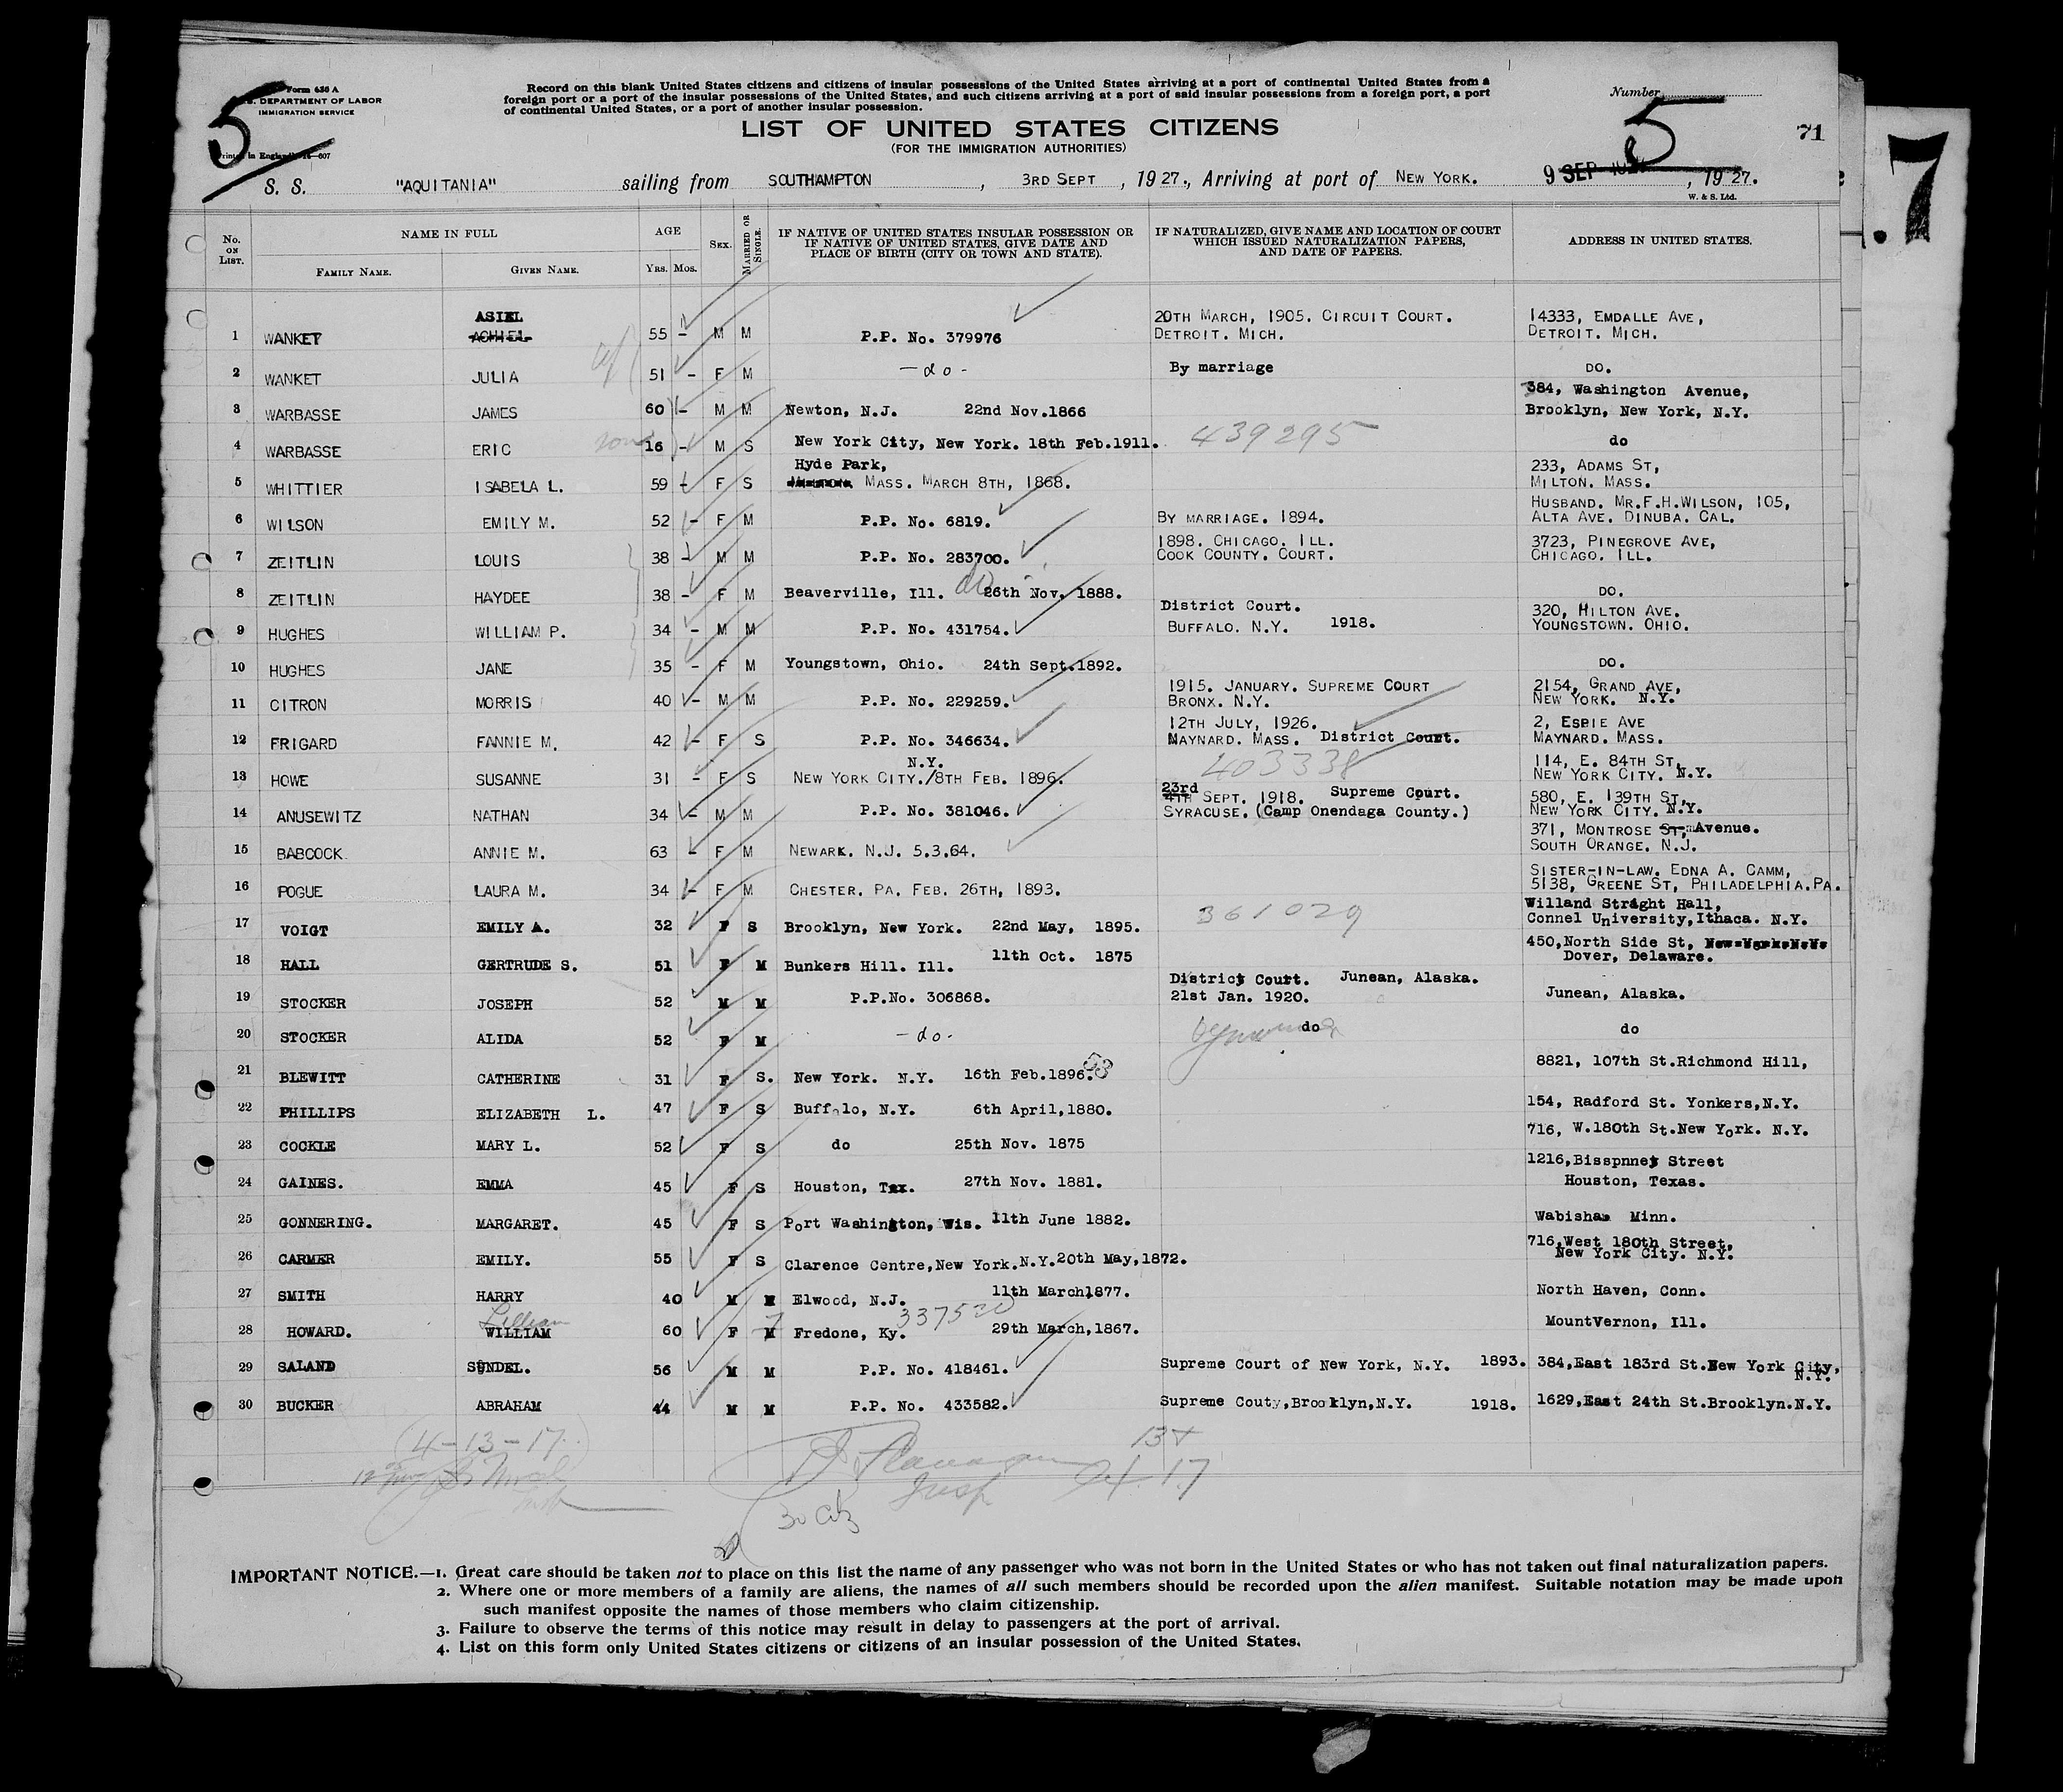 Form 630 A
DEPARTMENT OF LABOR
IMMIGRATION SERVICE
Printed in England 14—607
5
Record on this blank United States citizens and citizens of insular possessions of the United States arriving at a port of continental United States from a
foreign port or a port of the insular possessions of the United States, and such citizens arriving at a port of said insular possessions from a foreign port, a port
of continental United States, or a port of another insular possession.
Number
5
71
.7
LIST OF UNITED STATES CITIZENS
(FOR THE IMMIGRATION AUTHORITIES)
S. S. "AQUITANIA" sailing from SOUTHAMPTON, 3RD SEPT, 19 27., Arriving at port of NEW YORK. 9 SEP, 19 27.
W. & S. Ltd.
No. ON LIST. NAME IN FULL AGE SEX. MARRIED OR SINGLE. IF NATIVE OF UNITED STATES INSULAR POSSESSION OR IF NATIVE OF UNITED STATES, GIVE DATE AND PLACE OF BIRTH (CITY OR TOWN AND STATE). IF NATURALIZED, GIVE NAME AND LOCATION OF COURT WHICH ISSUED NATURALIZATION PAPERS, AND DATE OF PAPERS. ADDRESS IN UNITED STATES.
FAMILY NAME. GIVEN NAME. YRS. MOS.
1 WANKET ASIEL ACHIEL 55 - M M P.P. No. 379976 20TH MARCH, 1905. CIRCUIT COURT. DETROIT. MICH. 14333, EMDALLE AVE, DETROIT. MICH.
2 WANKET JULIA 51 - F M - do - By marriage DO.
3 WARBASSE JAMES 60 - M M Newton, N.J. 22nd Nov.1866 384, Washington Avenue, Brooklyn, New York, N.Y.
4 WARBASSE ERIC son 16 - M S New York City, New York. 18th Feb.1911. 439295 do
5 WHITTIER ISABELA L. 59 - F S Hyde Park, MASS. MARCH 8TH, 1868. 233, ADAMS ST, MILTON. MASS.
6 WILSON EMILY M. 52 - F M P.P. No. 6819. BY MARRIAGE. 1894. HUSBAND. MR.F.H.WILSON, 105, ALTA AVE. DINUBA. CAL.
7 ZEITLIN LOUIS 38 - M M P.P. No. 283700. 1898. CHICAGO. ILL. COOK COUNTY. COURT. 3723, PINEGROVE AVE, CHICAGO. ILL.
8 ZEITLIN HAYDEE 38 - F M Beaverville, Ill. do 26th Nov. 1888. DO.
9 HUGHES WILLIAM P. 34 - M M P.P. No. 431754. District Court. BUFFALO. N.Y. 1918. 320, HILTON AVE. YOUNGSTOWN. OHIO.
10 HUGHES JANE 35 - F M Youngstown, Ohio. 24th Sept.1892. DO.
11 CITRON MORRIS 40 - M M P.P. No. 229259. 1915. JANUARY. SUPREME COURT BRONX. N.Y. 2154, GRAND AVE, NEW YORK. N.Y.
12 FRIGARD FANNIE M. 42 - F S P.P. No. 346634. 12TH JULY, 1926. MAYNARD. MASS. District Court. 2, ESPIE AVE MAYNARD. MASS.
13 HOWE SUSANNE 31 - F S NEW YORK CITY./ N.Y. 8TH FEB. 1896. 403338 114, E. 84TH ST, NEW YORK CITY. N.Y.
14 ANUSEWITZ NATHAN 34 - M M P.P. No. 381046. 23rd 4TH SEPT. 1918. Supreme Court. SYRACUSE. (Camp Onendaga County.) 580, E. 139TH ST, NEW YORK CITY. N.Y.
15 BABCOCK ANNIE M. 63 - F M NEWARK. N.J. 5.3.64. 371, MONTROSE ST, Avenue. SOUTH ORANGE. N.J.
16 POGUE LAURA M. 34 - F M CHESTER. PA. FEB. 26TH, 1893. SISTER-IN-LAW. EDNA A. CAMM, 5138, GREENE ST, PHILADELPHIA.PA.
17 VOIGT EMILY A. 32 F S Brooklyn, New York. 22nd May, 1895. 361029 Willand Straght Hall, Connel University,Ithaca. N.Y.
18 HALL GERTRUDE S. 51 F M Bunkers Hill. Ill. 11th Oct. 1875 450,North Side St, Dover, Delaware.
19 STOCKER JOSEPH 52 M M P.P.No. 306868. District Court. Junean, Alaska. 21st Jan. 1920. Junean, Alaska.
20 STOCKER ALIDA 52 F M - do - do do
21 BLEWITT CATHERINE 31 F S. New York. N.Y. 16th Feb.1896. 8821, 107th St.Richmond Hill,
22 PHILLIPS ELIZABETH L. 47 F S Buffalo, N.Y. 6th April,1880. 154, Radford St. Yonkers,N.Y.
23 COCKLE MARY L. 52 F S do 25th Nov. 1875 716, W.180th St.New York. N.Y.
24 GAINES. EMMA 45 F S Houston, Tex. 27th Nov. 1881. 1216,Bisspnney Street Houston, Texas.
25 GONNERING. MARGARET. 45 F S Port Washington, Wis. 11th June 1882. Wabisha Minn.
26 CARMER EMILY. 55 F S Clarence Centre,New York.N.Y.20th May,1872. 716,West 180th Street, New York City. N.Y.
27 SMITH HARRY 40 M M Elwood, N.J. 11th March1877. North Haven, Conn.
28 HOWARD. Lillian WILLIAM 60 F M Fredone, Ky. 337520 29th March,1867. MountVernon, Ill.
29 SALAND SUNDEL. 56 M M P.P. No. 418461. Supreme Court of New York, N.Y. 1893. 384,East 183rd St.New York City, N.Y.
30 BUCKER ABRAHAM 44 M M P.P. No. 433582. Supreme Couty,Brooklyn,N.Y. 1918. 1629,East 24th St.Brooklyn.N.Y.
(4-13-17)
Insp
30 Citz
IMPORTANT NOTICE.—1. Great care should be taken not to place on this list the name of any passenger who was not born in the United States or who has not taken out final naturalization papers.
2. Where one or more members of a family are aliens, the names of all such members should be recorded upon the alien manifest. Suitable notation may be made upon
such manifest opposite the names of those members who claim citizenship.
3. Failure to observe the terms of this notice may result in delay to passengers at the port of arrival.
4. List on this form only United States citizens or citizens of an insular possession of the United States.